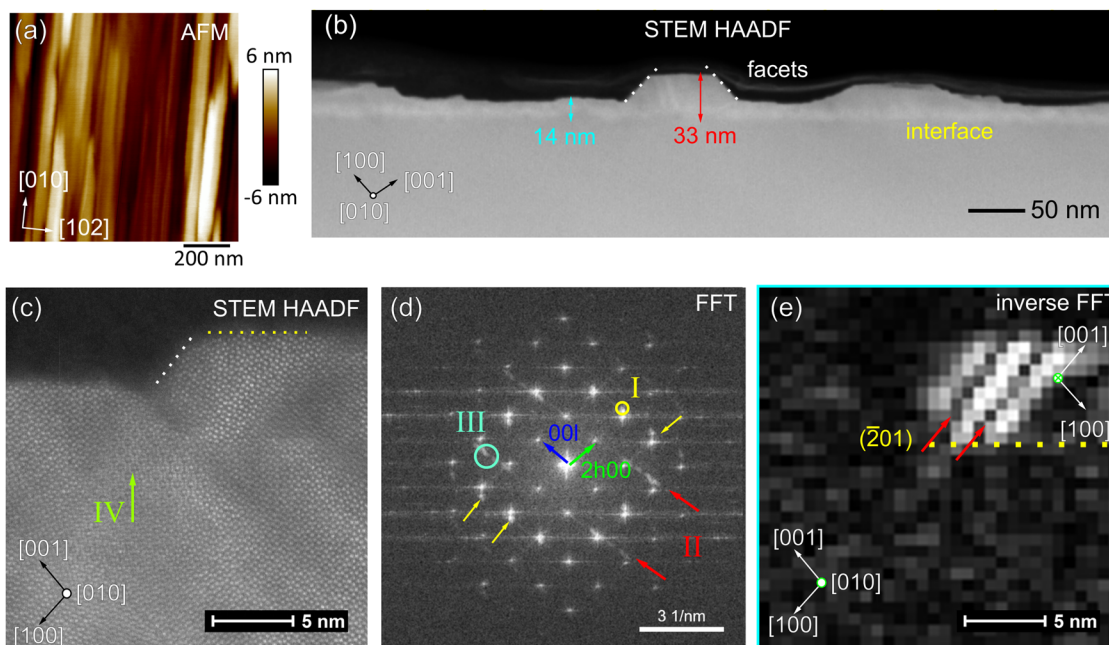 (a) AFM
6 nm
-6 nm
[010]
[102]
200 nm
(b) STEM HAADF
facets
14 nm
33 nm
interface
[100]
[001]
[010]
50 nm
(c) STEM HAADF
IV
[001]
[010]
[100]
5 nm
(d) FFT
I
III
00l
2h00
II
3 1/nm
(e) inverse FFT
[001]
[100]
(2̅01)
[001]
[010]
[100]
5 nm